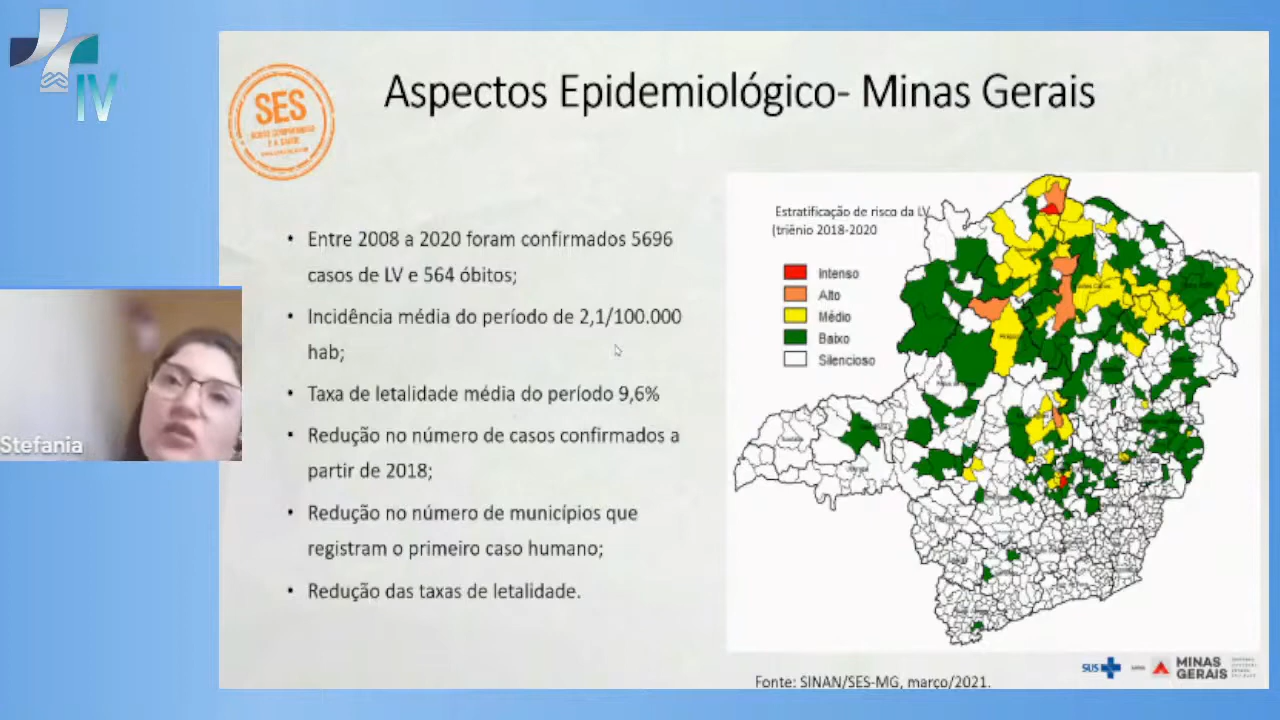 IV
SES
Aspectos Epidemiológico- Minas Gerais
• Entre 2008 a 2020 foram confirmados 5696
casos de LV e 564 óbitos;
• Incidência média do período de 2,1/100.000
hab;
• Taxa de letalidade média do período 9,6%
• Redução no número de casos confirmados a
partir de 2018;
• Redução no número de municípios que
registram o primeiro caso humano;
• Redução das taxas de letalidade.
Estratificação de risco da LV
(triênio 2018-2020
Intenso
Alto
Médio
Baixo
Silencioso
Stefania
SUS
MINAS
GERAIS
Fonte: SINAN/SES-MG, março/2021.